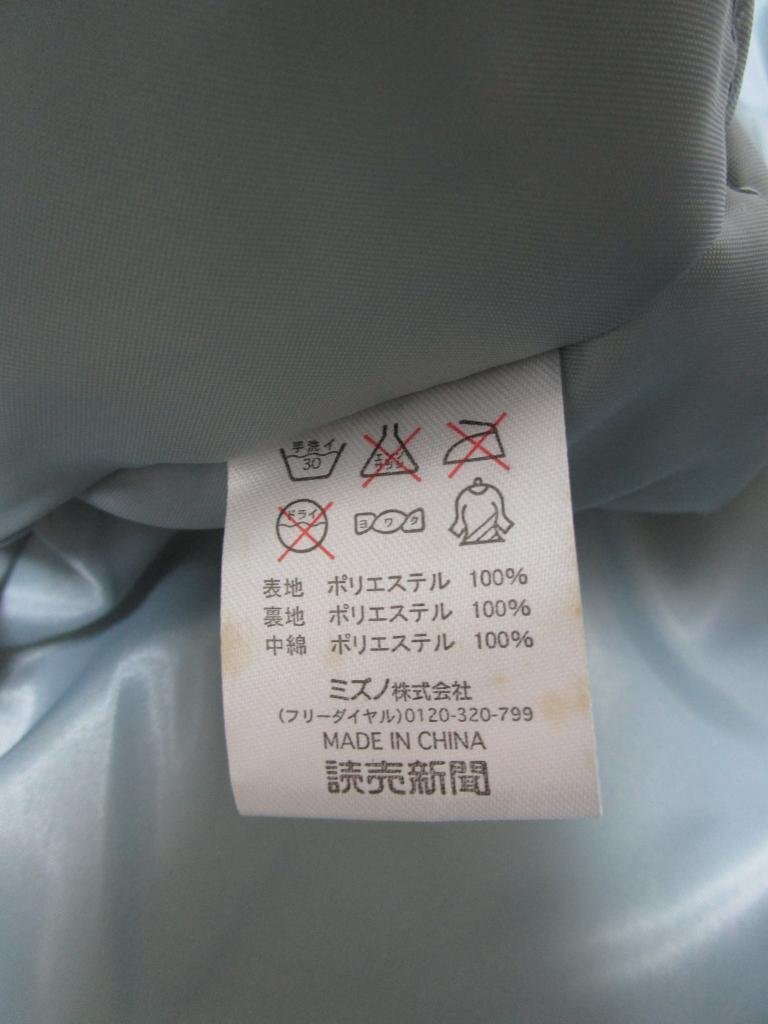 手洗イ
30
エンソ
サラシ
ドライ
ヨワク
表地 ポリエステル 100%
裏地 ポリエステル 100%
中綿 ポリエステル 100%
ミズノ株式会社
(フリーダイヤル)0120-320-799
MADE IN CHINA
読売新聞